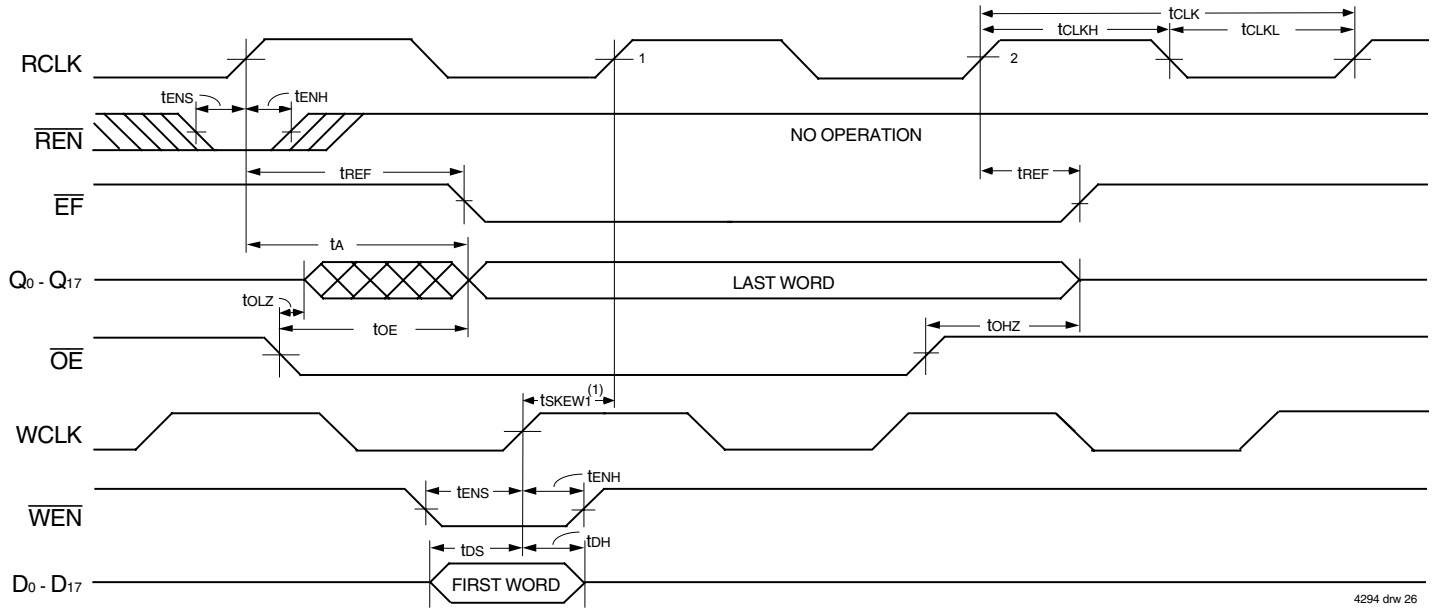 tCLK
tCLKH tCLKL
RCLK 1 2
tENS tENH
REN NO OPERATION
tREF tREF
EF
tA
Q0 - Q17 LAST WORD
tOLZ
tOE tOHZ
OE
tSKEW1(1)
WCLK
tENS tENH
WEN
tDS tDH
D0 - D17 FIRST WORD
4294 drw 26